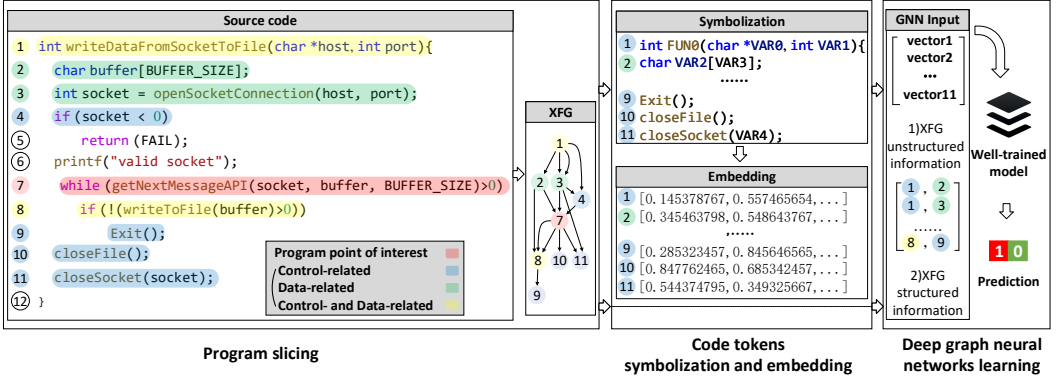 Source code
1 int writeDataFromSocketToFile(char *host, int port){
2 char buffer[BUFFER_SIZE];
3 int socket = openSocketConnection(host, port);
4 if(socket < 0)
5 return (FAIL);
6 printf("valid socket");
7 while(getNextMessageAPI(socket, buffer, BUFFER_SIZE)>0)
8 if(!(writeToFile(buffer)>0))
9 Exit();
10 closeFile();
11 closeSocket(socket);
12 }
Program point of interest
Control-related
Data-related
Control- and Data-related
XFG
1
2 3
4
7
8 10 11
9
Program slicing
Symbolization
1 int FUN0(char *VAR0, int VAR1){
2 char VAR2[VAR3];
......
9 Exit();
10 closeFile();
11 closeSocket(VAR4);
Embedding
1 [0.145378767, 0.557465654, ...]
2 [0.345463798, 0.548643767, ...]
,......
9 [0.285323457, 0.845646565, ...]
10 [0.847762465, 0.685342457, ...]
11 [0.544374795, 0.349325667, ...]
Code tokens
symbolization and embedding
GNN Input
vector1
vector2
...
vector11
1)XFG
unstructured
information
1 , 2
1 , 3
......
8 , 9
2)XFG
structured
information
Well-trained
model
1 0
Prediction
Deep graph neural
networks learning